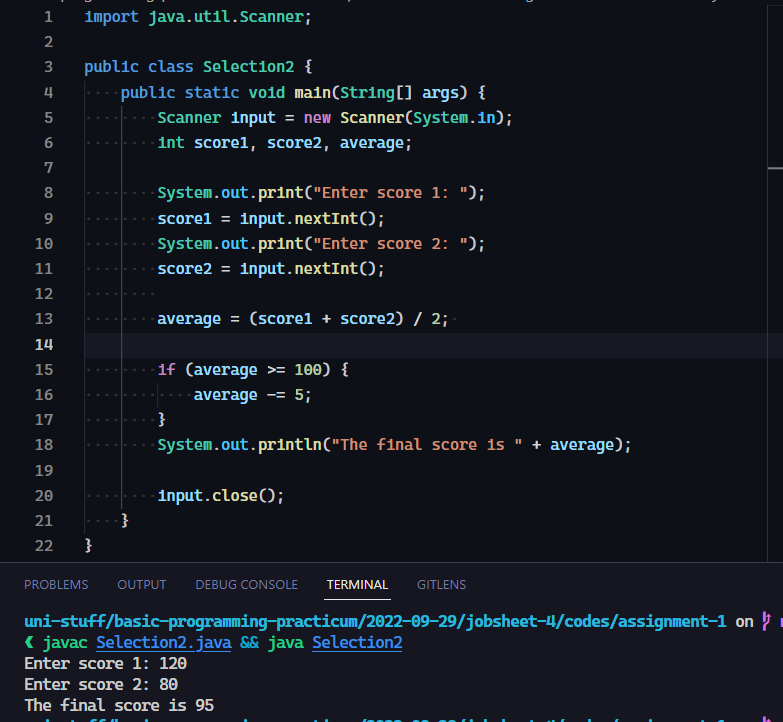 1 import java.util.Scanner;
2
3 public class Selection2 {
4 public static void main(String[] args) {
5 Scanner input = new Scanner(System.in);
6 int score1, score2, average;
7
8 System.out.print("Enter score 1: ");
9 score1 = input.nextInt();
10 System.out.print("Enter score 2: ");
11 score2 = input.nextInt();
12
13 average = (score1 + score2) / 2;
14
15 if (average >= 100) {
16 average -= 5;
17 }
18 System.out.println("The final score is " + average);
19
20 input.close();
21 }
22 }
PROBLEMS OUTPUT DEBUG CONSOLE TERMINAL GITLENS
uni-stuff/basic-programming-practicum/2022-09-29/jobsheet-4/codes/assignment-1 on
❮ javac Selection2.java && java Selection2
Enter score 1: 120
Enter score 2: 80
The final score is 95